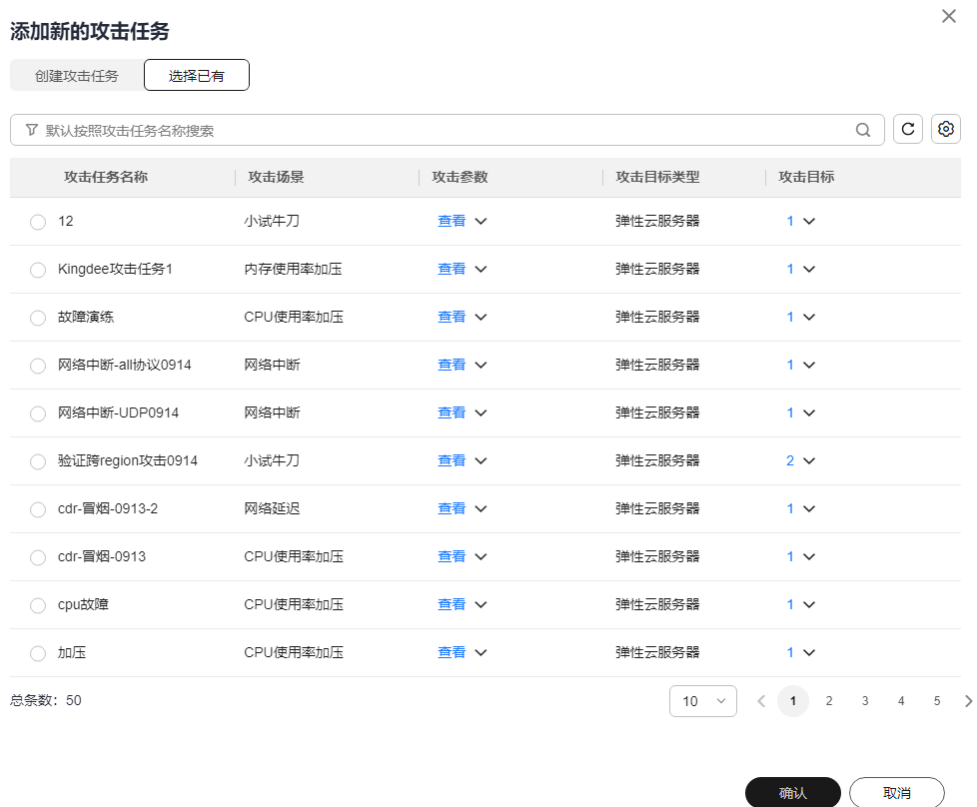 添加新的攻击任务
创建攻击任务 选择已有
默认按照攻击任务名称搜索
攻击任务名称 攻击场景 攻击参数 攻击目标类型 攻击目标
12 小试牛刀 查看 弹性云服务器 1
Kingdee攻击任务1 内存使用率加压 查看 弹性云服务器 1
故障演练 CPU使用率加压 查看 弹性云服务器 1
网络中断-all协议0914 网络中断 查看 弹性云服务器 1
网络中断-UDP0914 网络中断 查看 弹性云服务器 1
验证跨region攻击0914 小试牛刀 查看 弹性云服务器 2
cdr-冒烟-0913-2 网络延迟 查看 弹性云服务器 1
cdr-冒烟-0913 CPU使用率加压 查看 弹性云服务器 1
cpu故障 CPU使用率加压 查看 弹性云服务器 1
加压 CPU使用率加压 查看 弹性云服务器 1
总条数：50 10 1 2 3 4 5
确认 取消